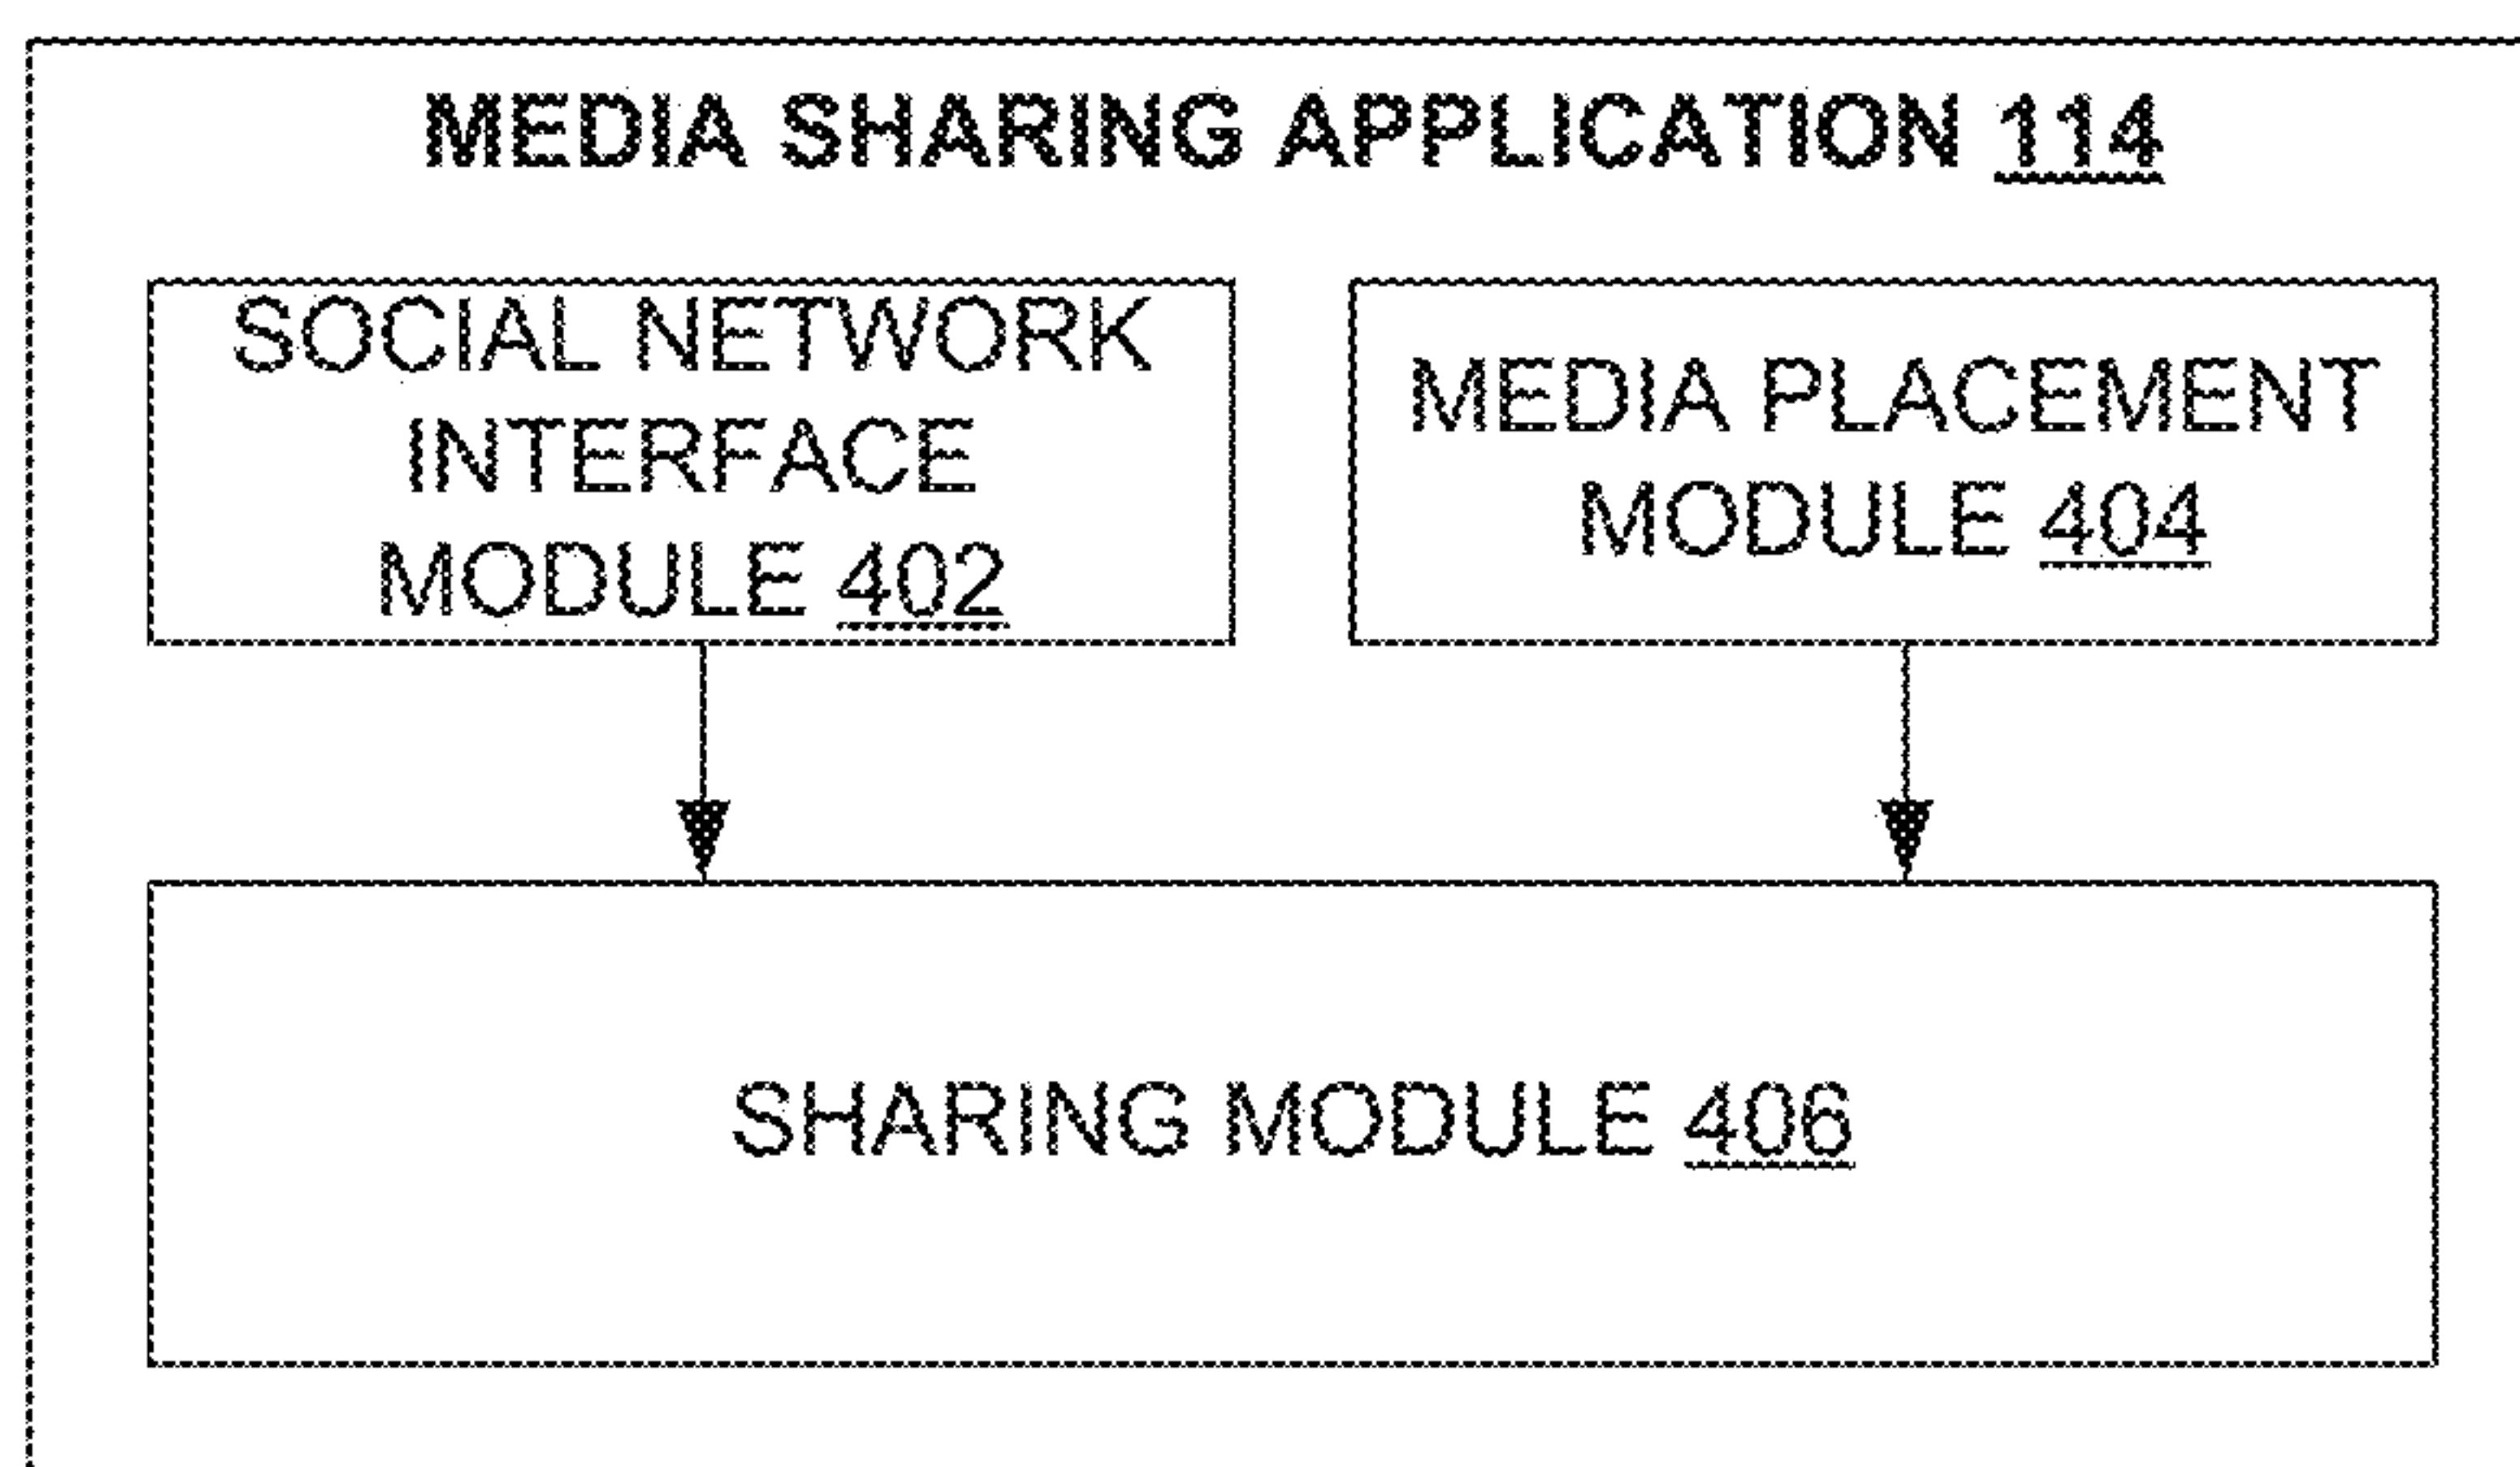 MEDIA SHARING APPLICATION 114
SOCIAL NETWORK
INTERFACE
MODULE 402
MEDIA PLACEMENT
MODULE 404
SHARING MODULE 406